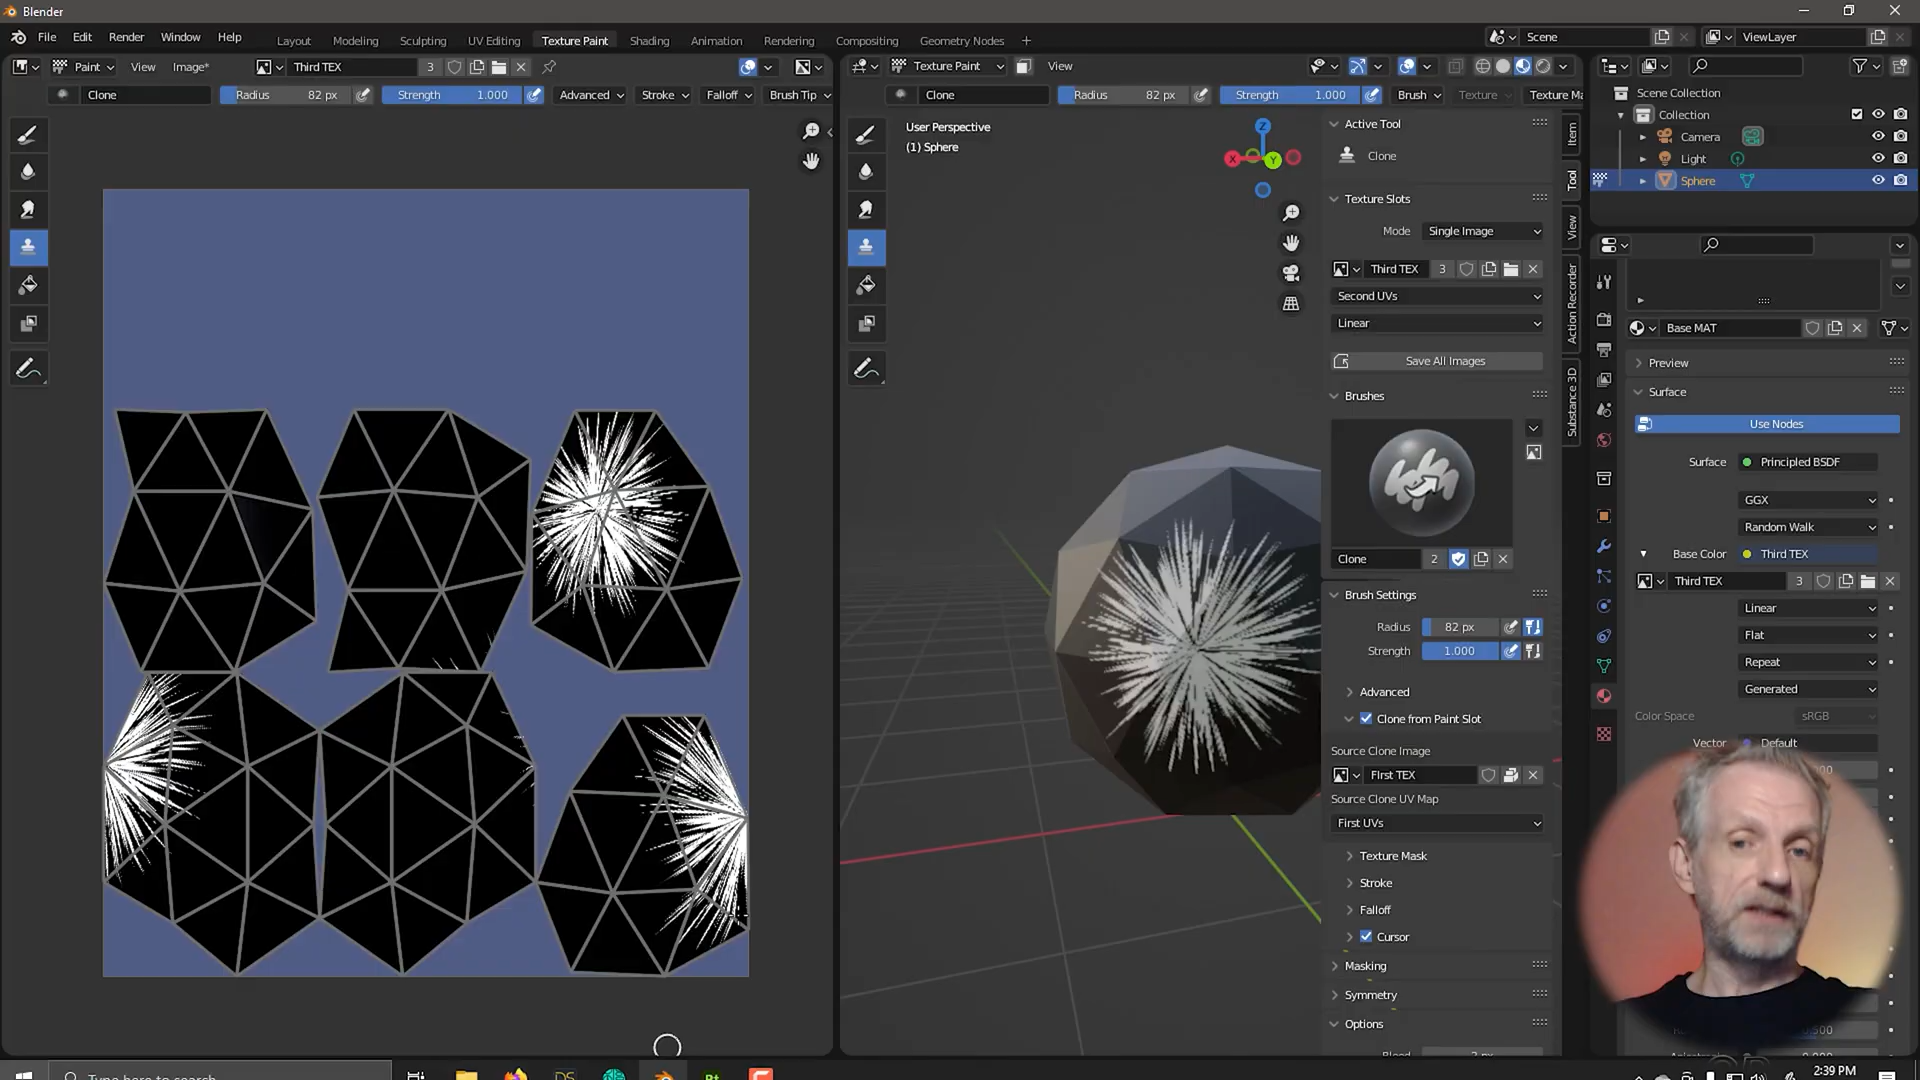 Blender
File Edit Render Window Help
Layout Modeling Sculpting UV Editing Texture Paint Shading Animation Rendering Compositing Geometry Nodes +
Scene
ViewLayer
Paint View Image* Third TEX 3
Clone Radius 82 px Strength 1.000 Advanced Stroke Falloff Brush Tip
Texture Paint View
Clone Radius 82 px Strength 1.000 Brush Texture Texture Ma
User Perspective
(1) Sphere
Z
X
Y
Active Tool
Clone
Texture Slots
Mode Single Image
Third TEX 3
Second UVs
Linear
Save All Images
Brushes
Clone 2
Brush Settings
Radius 82 px
Strength 1.000
Advanced
Clone from Paint Slot
Source Clone Image
FIrst TEX
Source Clone UV Map
First UVs
Texture Mask
Stroke
Falloff
Cursor
Masking
Symmetry
Options
Item
Tool
View
Action Recorder
Substance 3D
Scene Collection
Collection
Camera
Light
Sphere
Base MAT
Preview
Surface
Use Nodes
Surface Principled BSDF
GGX
Random Walk
Base Color Third TEX
Third TEX 3
Linear
Flat
Repeat
Generated
Color Space sRGB
Vector Default
Type here to search
2:39 PM